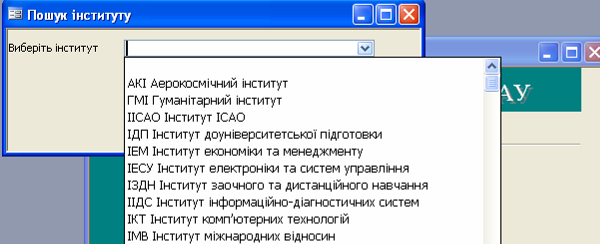 Пошук інституту
Виберіть інститут
АУ
АКІ Аерокосмічний інститут
ГМІ Гуманітарний інститут
ІІСАО Інститут ІСАО
ІДП Інститут доуніверситетської підготовки
ІЕМ Інститут економіки та менеджменту
ІЕСУ Інститут електроніки та систем управління
ІЗДН Інститут заочного та дистанційного навчання
ІІДС Інститут інформаційно-діагностичних систем
ІКТ Інститут комп'ютерних технологій
ІМВ Інститут міжнародних відносин